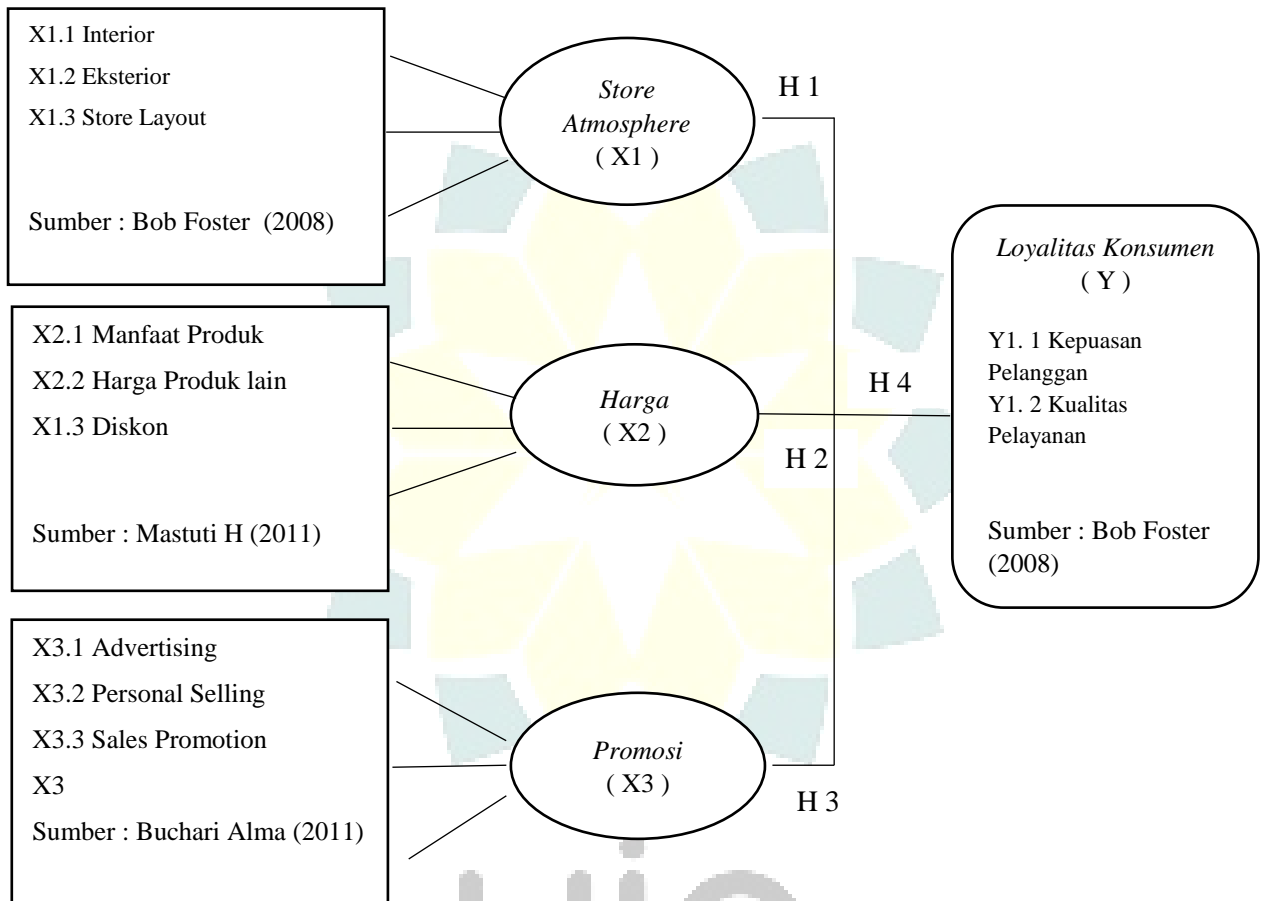 X1.1 Interior
X1.2 Eksterior
X1.3 Store Layout
Sumber : Bob Foster (2008)
Store
Atmosphere
( X1 )
H 1
X2.1 Manfaat Produk
X2.2 Harga Produk lain
X1.3 Diskon
Sumber : Mastuti H (2011)
Harga
( X2 )
H 2
H 4
Loyalitas Konsumen
( Y )
Y1. 1 Kepuasan
Pelanggan
Y1. 2 Kualitas
Pelayanan
Sumber : Bob Foster
(2008)
X3.1 Advertising
X3.2 Personal Selling
X3.3 Sales Promotion
X3
Sumber : Buchari Alma (2011)
Promosi
( X3 )
H 3